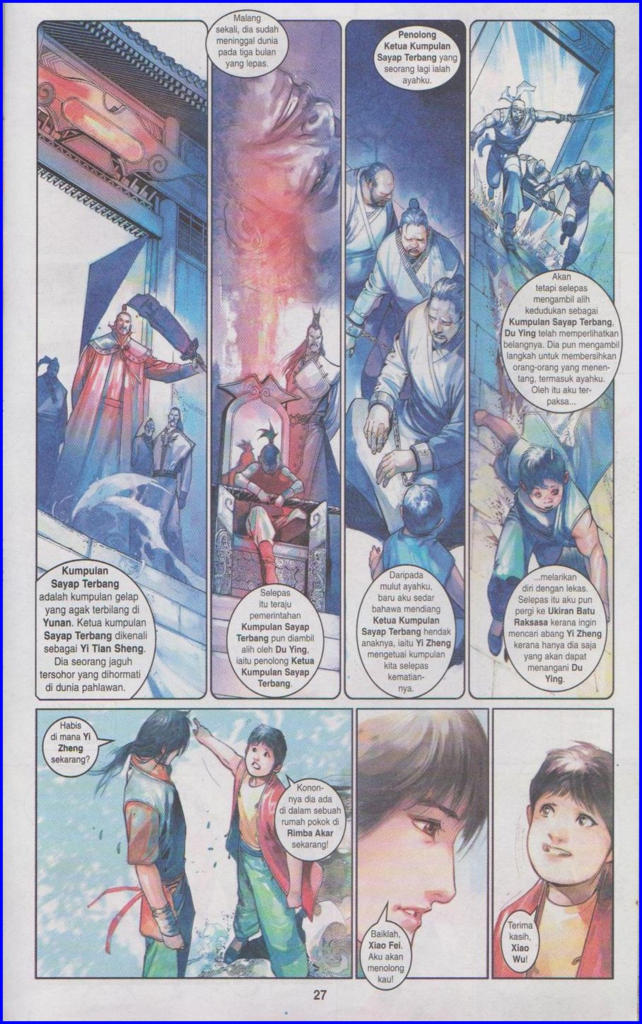 Kumpulan
Sayap Terbang
adalah kumpulan gelap
yang agak terbilang di
Yunan. Ketua kumpulan
Sayap Terbang dikenali
sebagai Yi Tian Sheng.
Dia seorang jaguh
tersohor yang dihormati
di dunia pahlawan.
Malang
sekali, dia sudah
meninggal dunia
pada tiga bulan
yang lepas.
Selepas
itu teraju
pemerintahan
Kumpulan Sayap
Terbang pun diambil
alih oleh Du Ying,
iaitu penolong Ketua
Kumpulan Sayap
Terbang.
Penolong
Ketua Kumpulan
Sayap Terbang yang
seorang lagi ialah
ayahku.
Daripada
mulut ayahku,
baru aku sedar
bahawa mendiang
Ketua Kumpulan
Sayap Terbang hendak
anaknya, iaitu Yi Zheng
mengetuai kumpulan
kita selepas
kematian-
nya.
Akan
tetapi selepas
mengambil alih
kedudukan sebagai
Kumpulan Sayap Terbang,
Du Ying telah memperlihatkan
belangnya. Dia pun mengambil
langkah untuk membersihkan
orang-orang yang menen-
tang, termasuk ayahku.
Oleh itu aku ter-
paksa...
...melarikan
diri dengan lekas.
Selepas itu aku pun
pergi ke Ukiran Batu
Raksasa kerana ingin
mencari abang Yi Zheng
kerana hanya dia saja
yang akan dapat
menangani Du
Ying.
Habis
di mana Yi
Zheng
sekarang?
Konon-
nya dia ada
di dalam sebuah
rumah pokok di
Rimba Akar
sekarang!
Baiklah,
Xiao Fei.
Aku akan
menolong
kau!
Terima
kasih,
Xiao
Wu!
27